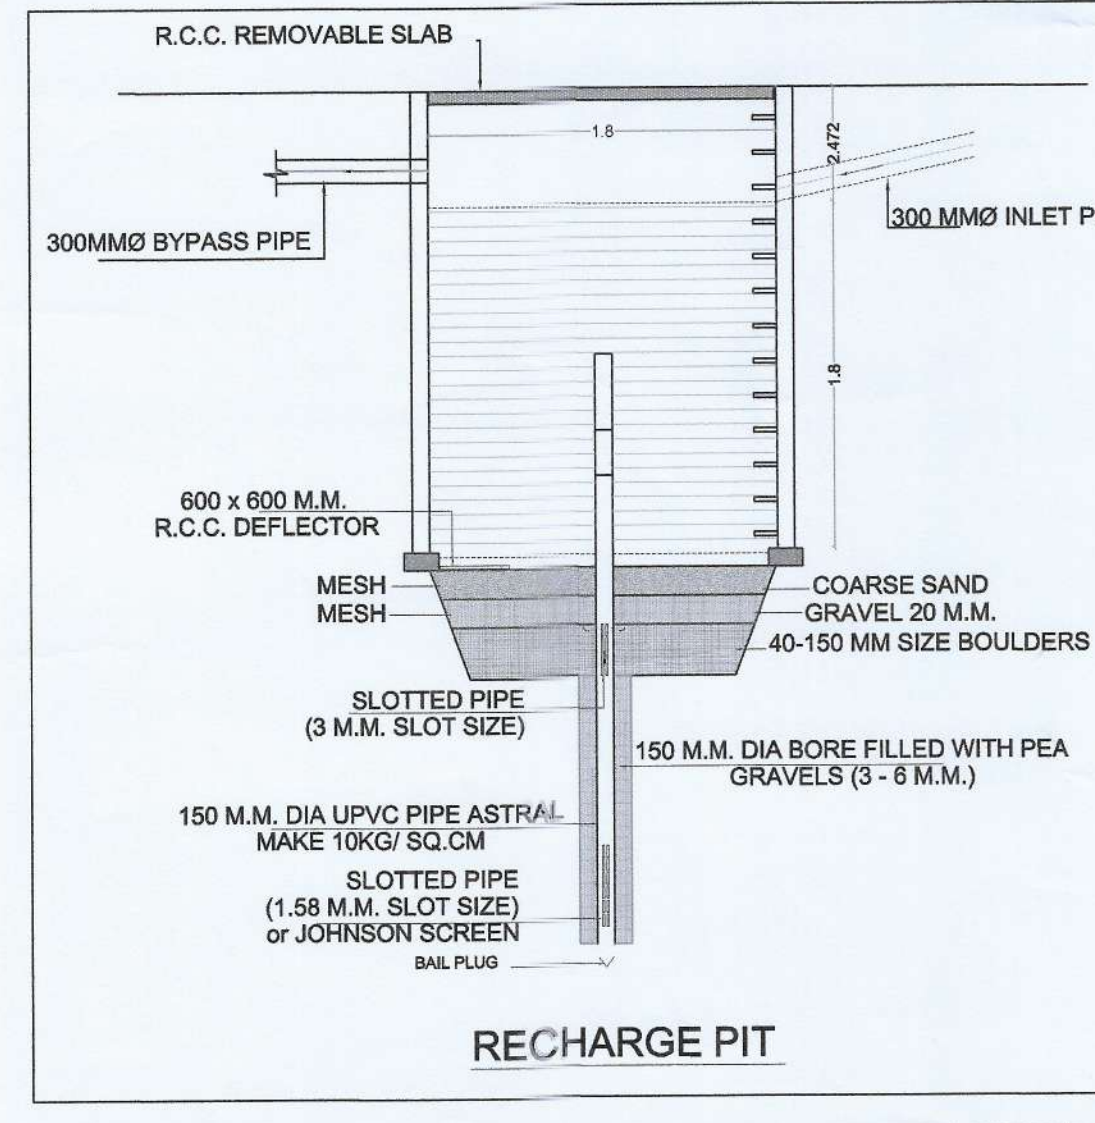 R.C.C. REMOVABLE SLAB
1.8
2.472
300MMØ BYPASS PIPE
300 MMØ INLET P
1.8
600 x 600 M.M.
R.C.C. DEFLECTOR
MESH
COARSE SAND
MESH
GRAVEL 20 M.M.
40-150 MM SIZE BOULDERS
SLOTTED PIPE
(3 M.M. SLOT SIZE)
150 M.M. DIA BORE FILLED WITH PEA
GRAVELS (3 - 6 M.M.)
150 M.M. DIA UPVC PIPE ASTRAL
MAKE 10KG/ SQ.CM
SLOTTED PIPE
(1.58 M.M. SLOT SIZE)
or JOHNSON SCREEN
BAIL PLUG
RECHARGE PIT